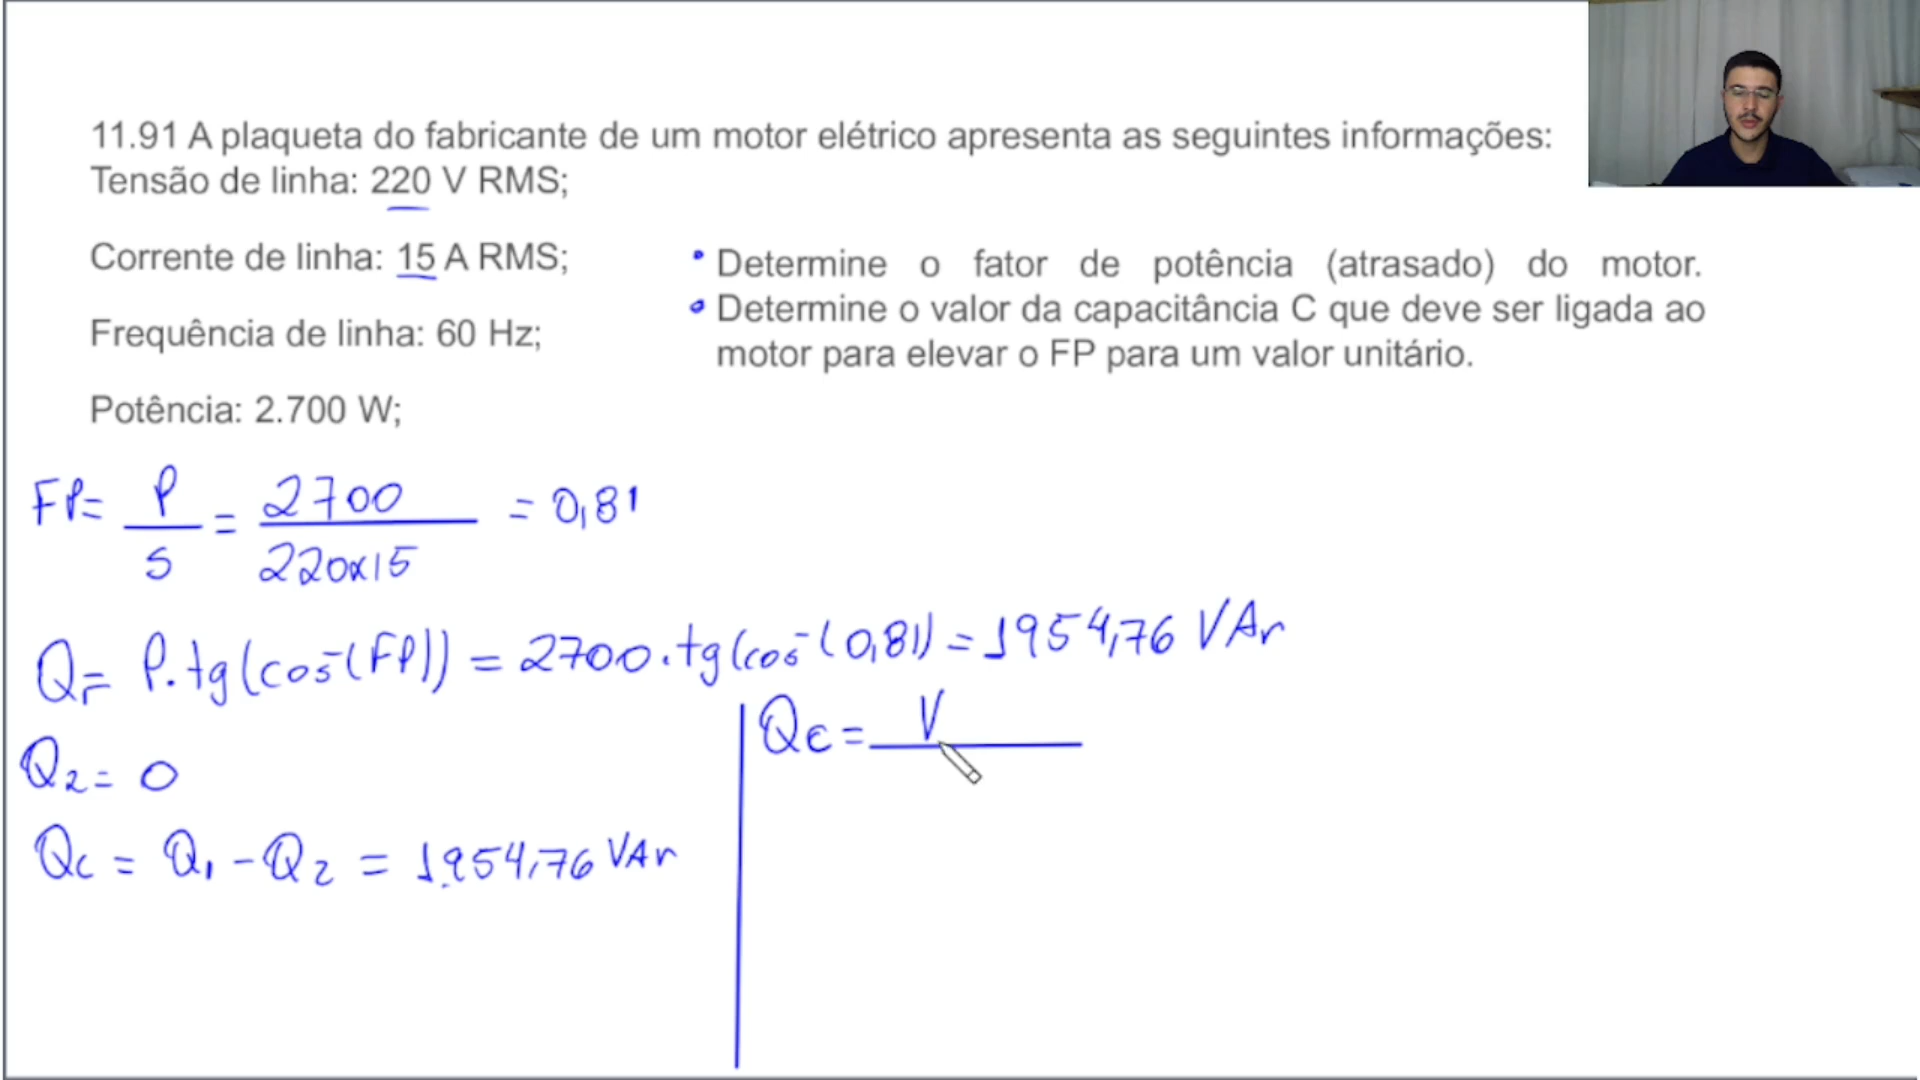 11.91 A plaqueta do fabricante de um motor elétrico apresenta as seguintes informações:
Tensão de linha: 220 V RMS;
Corrente de linha: 15 A RMS;
Frequência de linha: 60 Hz;
Potência: 2.700 W;
• Determine o fator de potência (atrasado) do motor.
• Determine o valor da capacitância C que deve ser ligada ao
motor para elevar o FP para um valor unitário.
FP = P / S = 2700 / 220x15 = 0,81
Q1 = P.tg(cos⁻(FP)) = 2700.tg(cos⁻(0,81)) = 1954,76 VAr
Q2 = 0
Qc = Q1 - Q2 = 1954,76 VAr
Qc = V